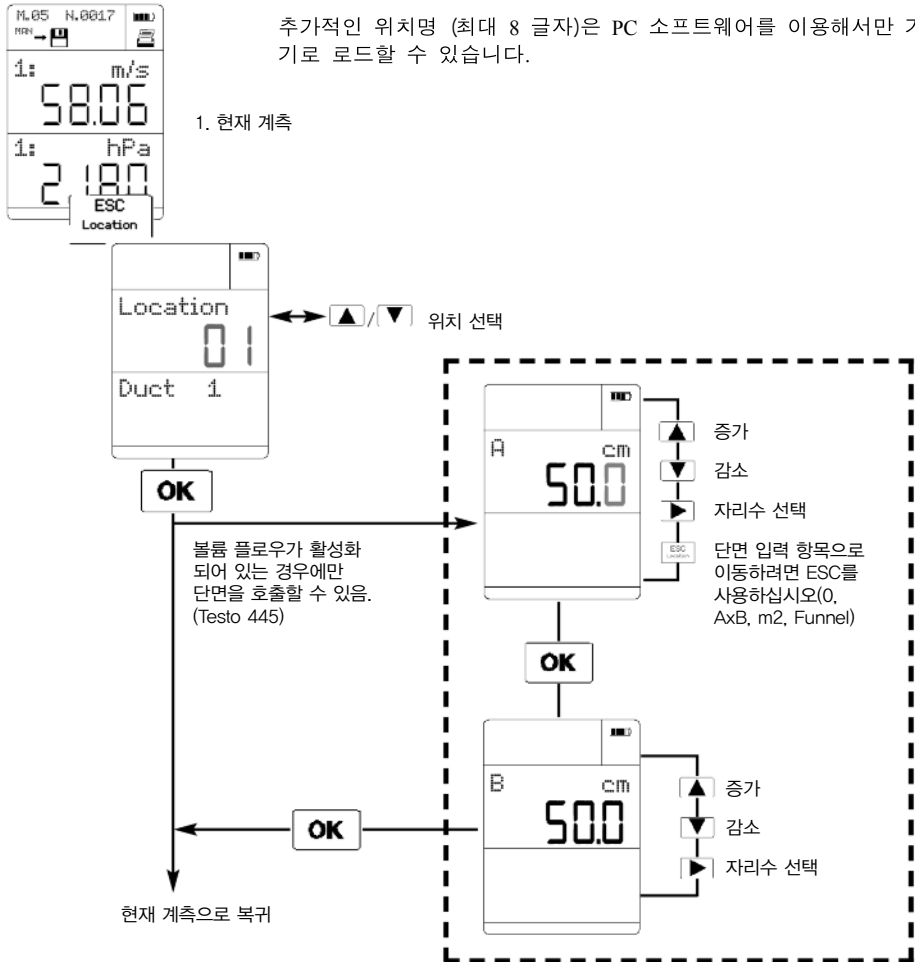 M.05 N.0017
MAN
추가적인 위치명 (최대 8 글자)은 PC 소프트웨어를 이용해서만
기로 로드할 수 있습니다.
1: m/s
58.06
1. 현재 계측
1: hPa
21.80
ESC
Location
Location
01
▲/▼ 위치 선택
Duct 1
OK
볼륨 플로우가 활성화
되어 있는 경우에만
단면을 호출할 수 있음.
(Testo 445)
A cm
50.0
▲ 증가
▼ 감소
▶ 자리수 선택
ESC
Location
단면 입력 항목으로
이동하려면 ESC를
사용하십시오(0,
AxB, m2, Funnel)
OK
B cm
50.0
▲ 증가
▼ 감소
▶ 자리수 선택
OK
현재 계측으로 복귀